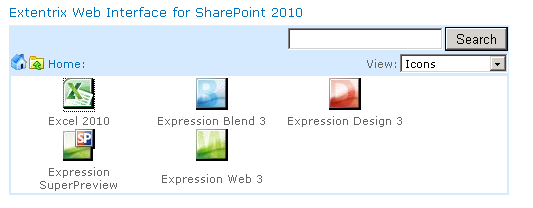 Extentrix Web Interface for SharePoint 2010
Search
Home:
View: Icons
Excel 2010
Expression Blend 3
Expression Design 3
SP
Expression
SuperPreview
Expression Web 3